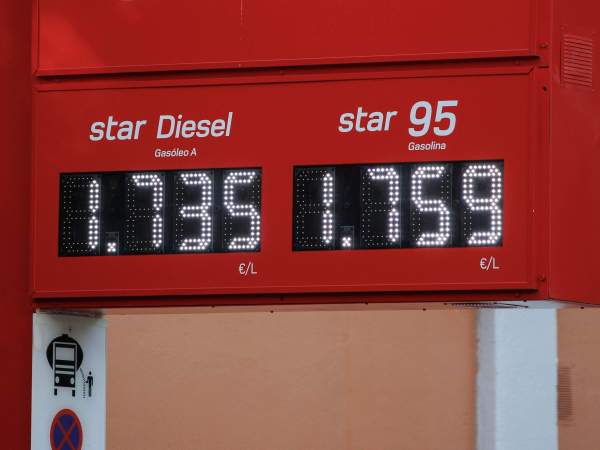 star Diesel
Gasóleo A
1.735
€/L
star 95
Gasolina
1.759
€/L